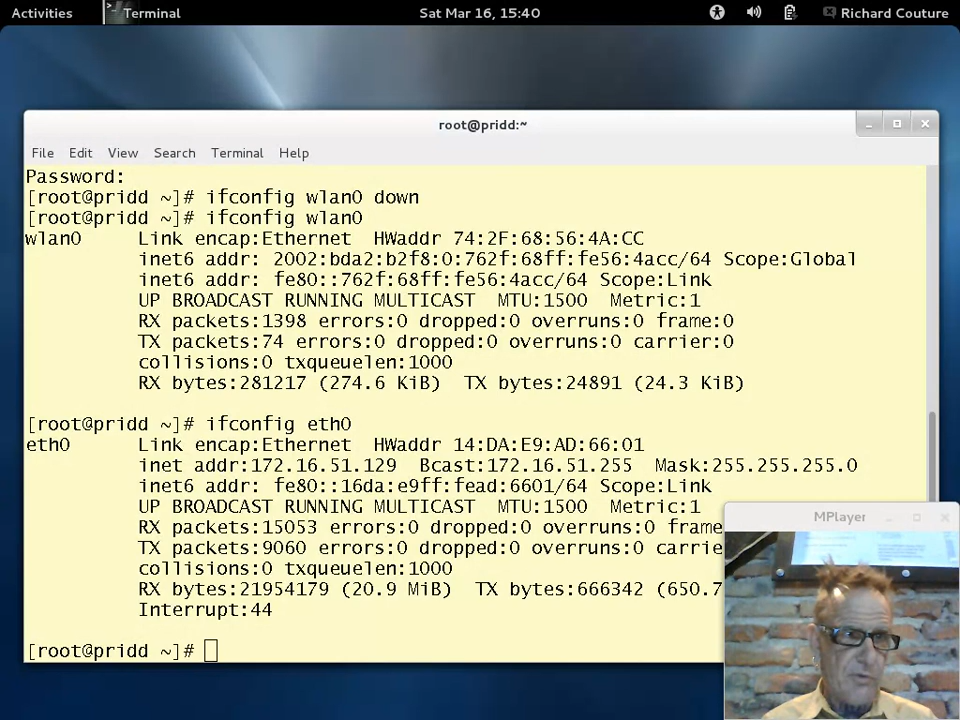 Activities Terminal Sat Mar 16, 15:40 Richard Couture
root@pridd:~
File Edit View Search Terminal Help
Password:
[root@pridd ~]# ifconfig wlan0 down
[root@pridd ~]# ifconfig wlan0
wlan0 Link encap:Ethernet HWaddr 74:2F:68:56:4A:CC
inet6 addr: 2002:bda2:b2f8:0:762f:68ff:fe56:4acc/64 Scope:Global
inet6 addr: fe80::762f:68ff:fe56:4acc/64 Scope:Link
UP BROADCAST RUNNING MULTICAST MTU:1500 Metric:1
RX packets:1398 errors:0 dropped:0 overruns:0 frame:0
TX packets:74 errors:0 dropped:0 overruns:0 carrier:0
collisions:0 txqueuelen:1000
RX bytes:281217 (274.6 KiB) TX bytes:24891 (24.3 KiB)
[root@pridd ~]# ifconfig eth0
eth0 Link encap:Ethernet HWaddr 14:DA:E9:AD:66:01
inet addr:172.16.51.129 Bcast:172.16.51.255 Mask:255.255.255.0
inet6 addr: fe80::16da:e9ff:fead:6601/64 Scope:Link
UP BROADCAST RUNNING MULTICAST MTU:1500 Metric:1
RX packets:15053 errors:0 dropped:0 overruns:0 frame
TX packets:9060 errors:0 dropped:0 overruns:0 carrie
collisions:0 txqueuelen:1000
RX bytes:21954179 (20.9 MiB) TX bytes:666342 (650.7
Interrupt:44
[root@pridd ~]#
MPlayer